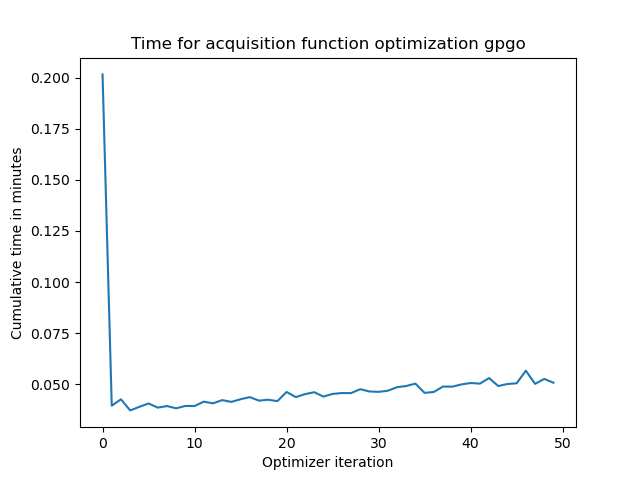 Time for acquisition function optimization gpgo
Cumulative time in minutes
0.200
0.175
0.150
0.125
0.100
0.075
0.050
0 10 20 30 40 50
Optimizer iteration